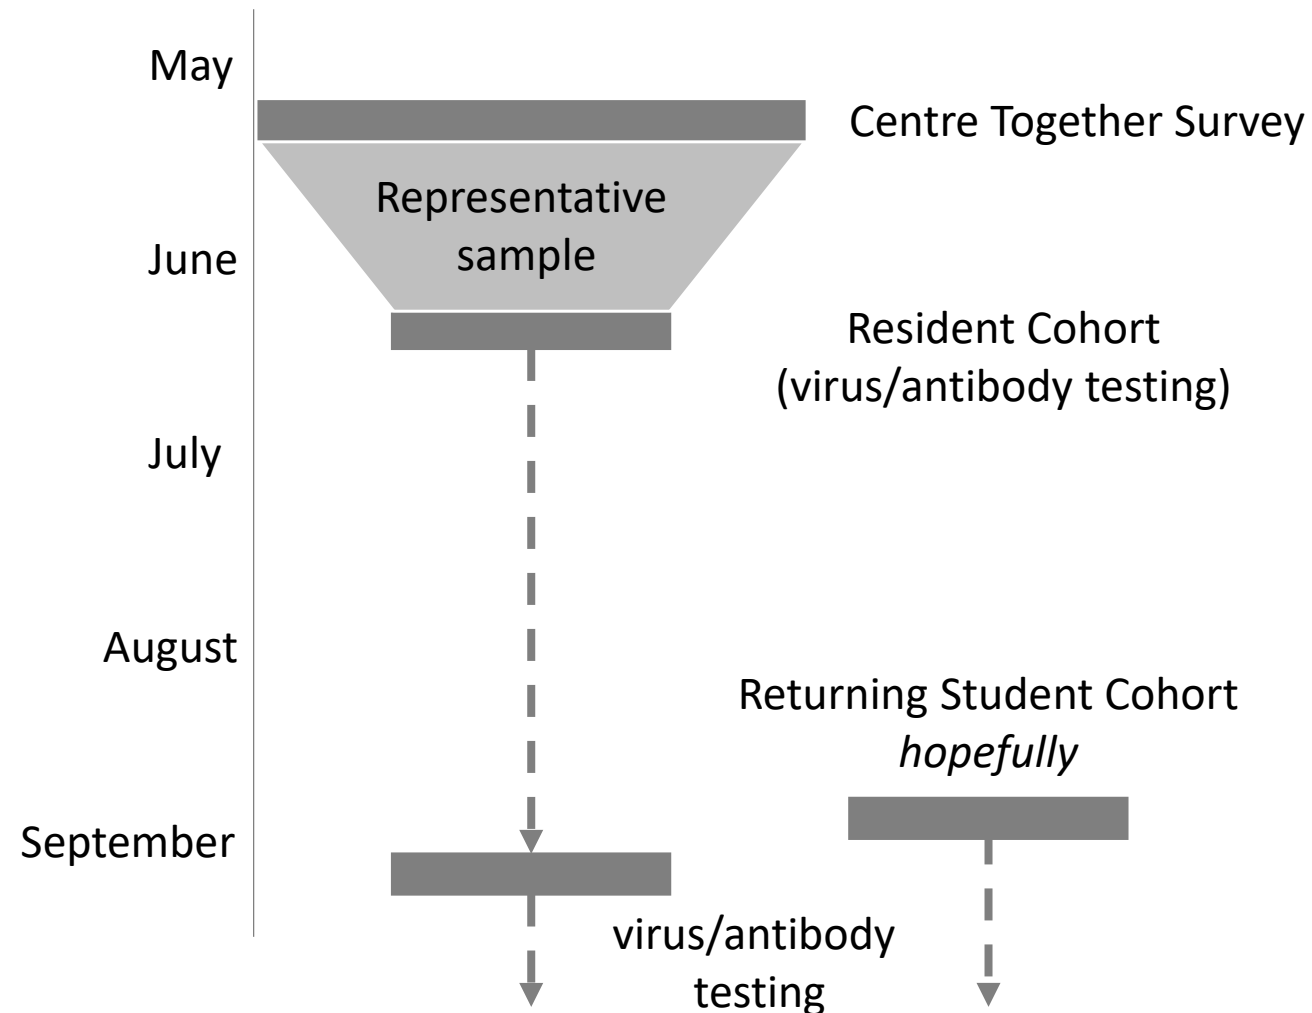 May
Centre Together Survey
Representative
sample
June
Resident Cohort
(virus/antibody testing)
July
August
Returning Student Cohort
hopefully
September
virus/antibody
testing